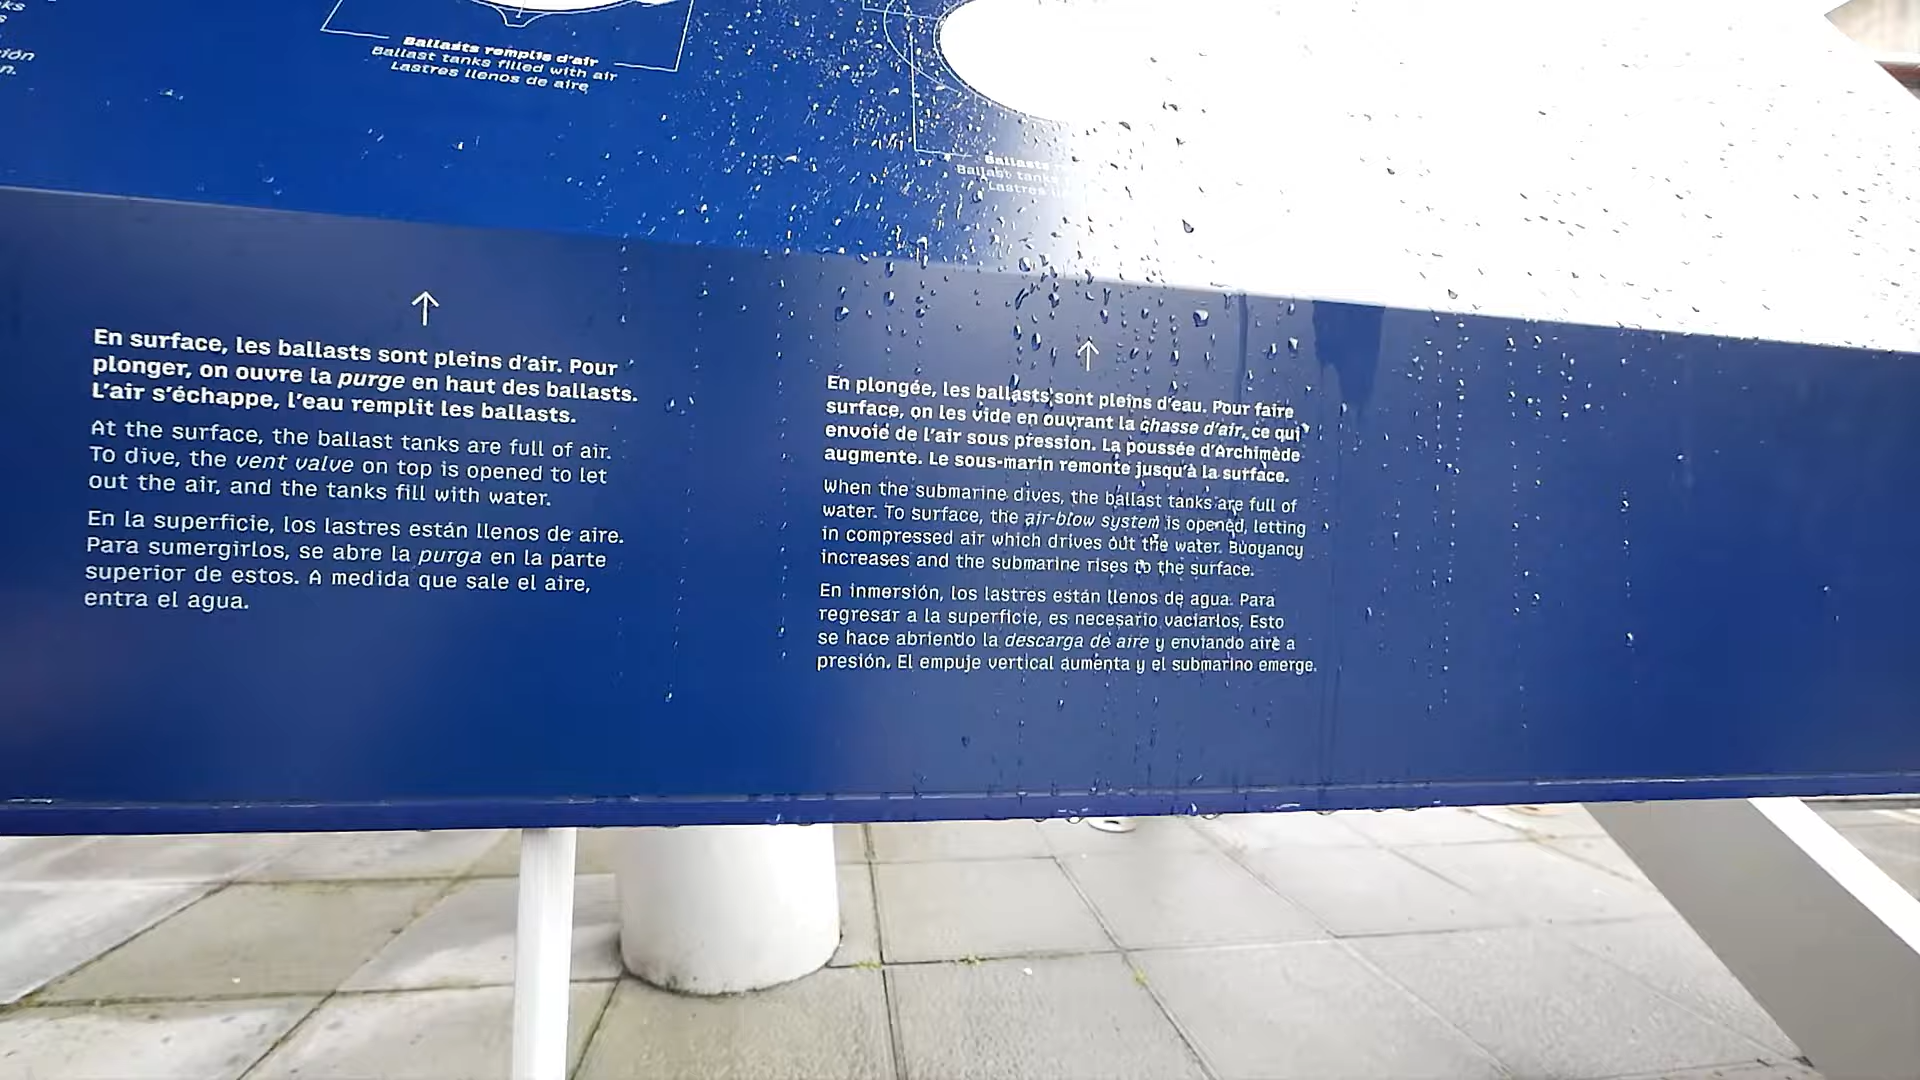 ks
s
ión
n.
Ballasts remplis d'air
Ballast tanks filled with air
Lastres llenos de aire
Ballasts
Ballast tanks
Lastres
↑
En surface, les ballasts sont pleins d'air. Pour
plonger, on ouvre la purge en haut des ballasts.
L'air s'échappe, l'eau remplit les ballasts.
At the surface, the ballast tanks are full of air.
To dive, the vent valve on top is opened to let
out the air, and the tanks fill with water.
En la superficie, los lastres están llenos de aire.
Para sumergirlos, se abre la purga en la parte
superior de estos. A medida que sale el aire,
entra el agua.
↑
En plongée, les ballasts sont pleins d'eau. Pour faire
surface, on les vide en ouvrant la chasse d'air, ce qui
envoie de l'air sous pression. La poussée d'Archimède
augmente. Le sous-marin remonte jusqu'à la surface.
When the submarine dives, the ballast tanks are full of
water. To surface, the air-blow system is opened, letting
in compressed air which drives out the water. Buoyancy
increases and the submarine rises to the surface.
En inmersión, los lastres están llenos de agua. Para
regresar a la superficie, es necesario vaciarlos. Esto
se hace abriendo la descarga de aire y enviando aire a
presión. El empuje vertical aumenta y el submarino emerge.